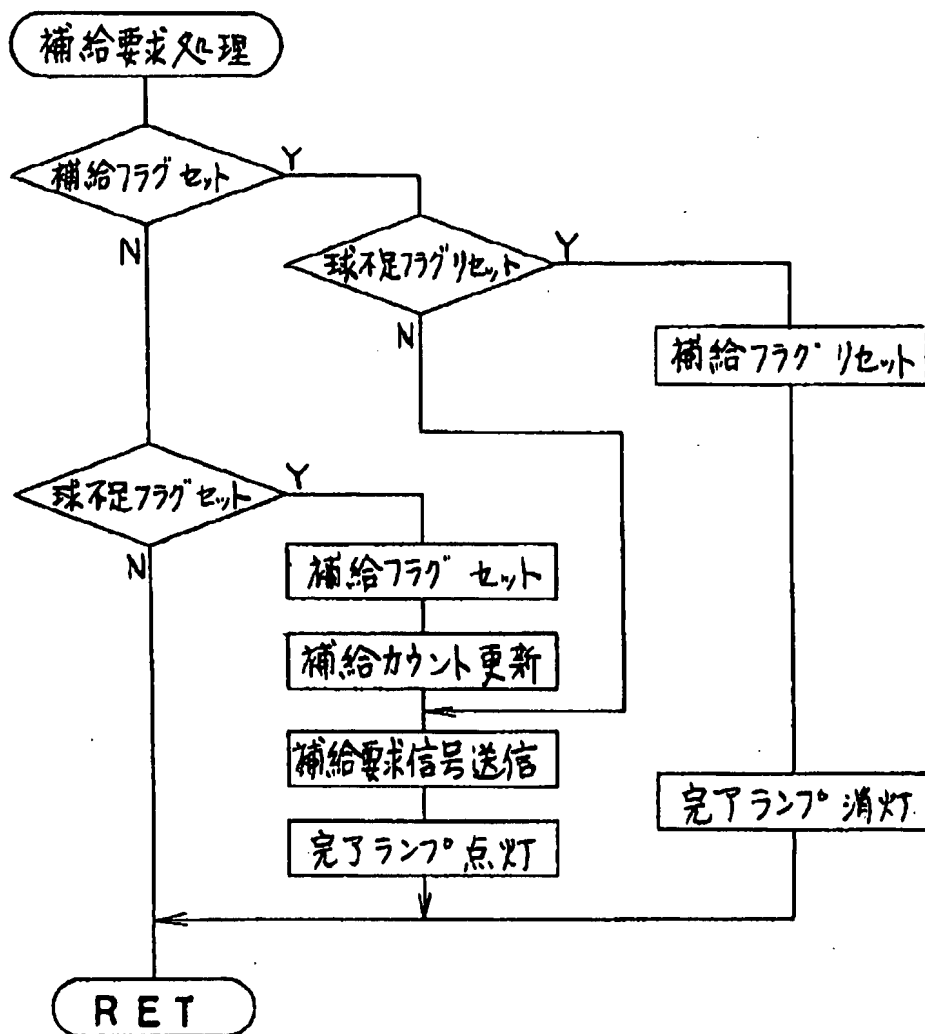 補給要求処理
補給フラグセット
Y
N
球不足フラグリセット
Y
N
補給フラグリセット
球不足フラグセット
Y
N
補給フラグ セット
補給カウント更新
補給要求信号送信
完了ランプ点灯
完了ランプ消灯
RET